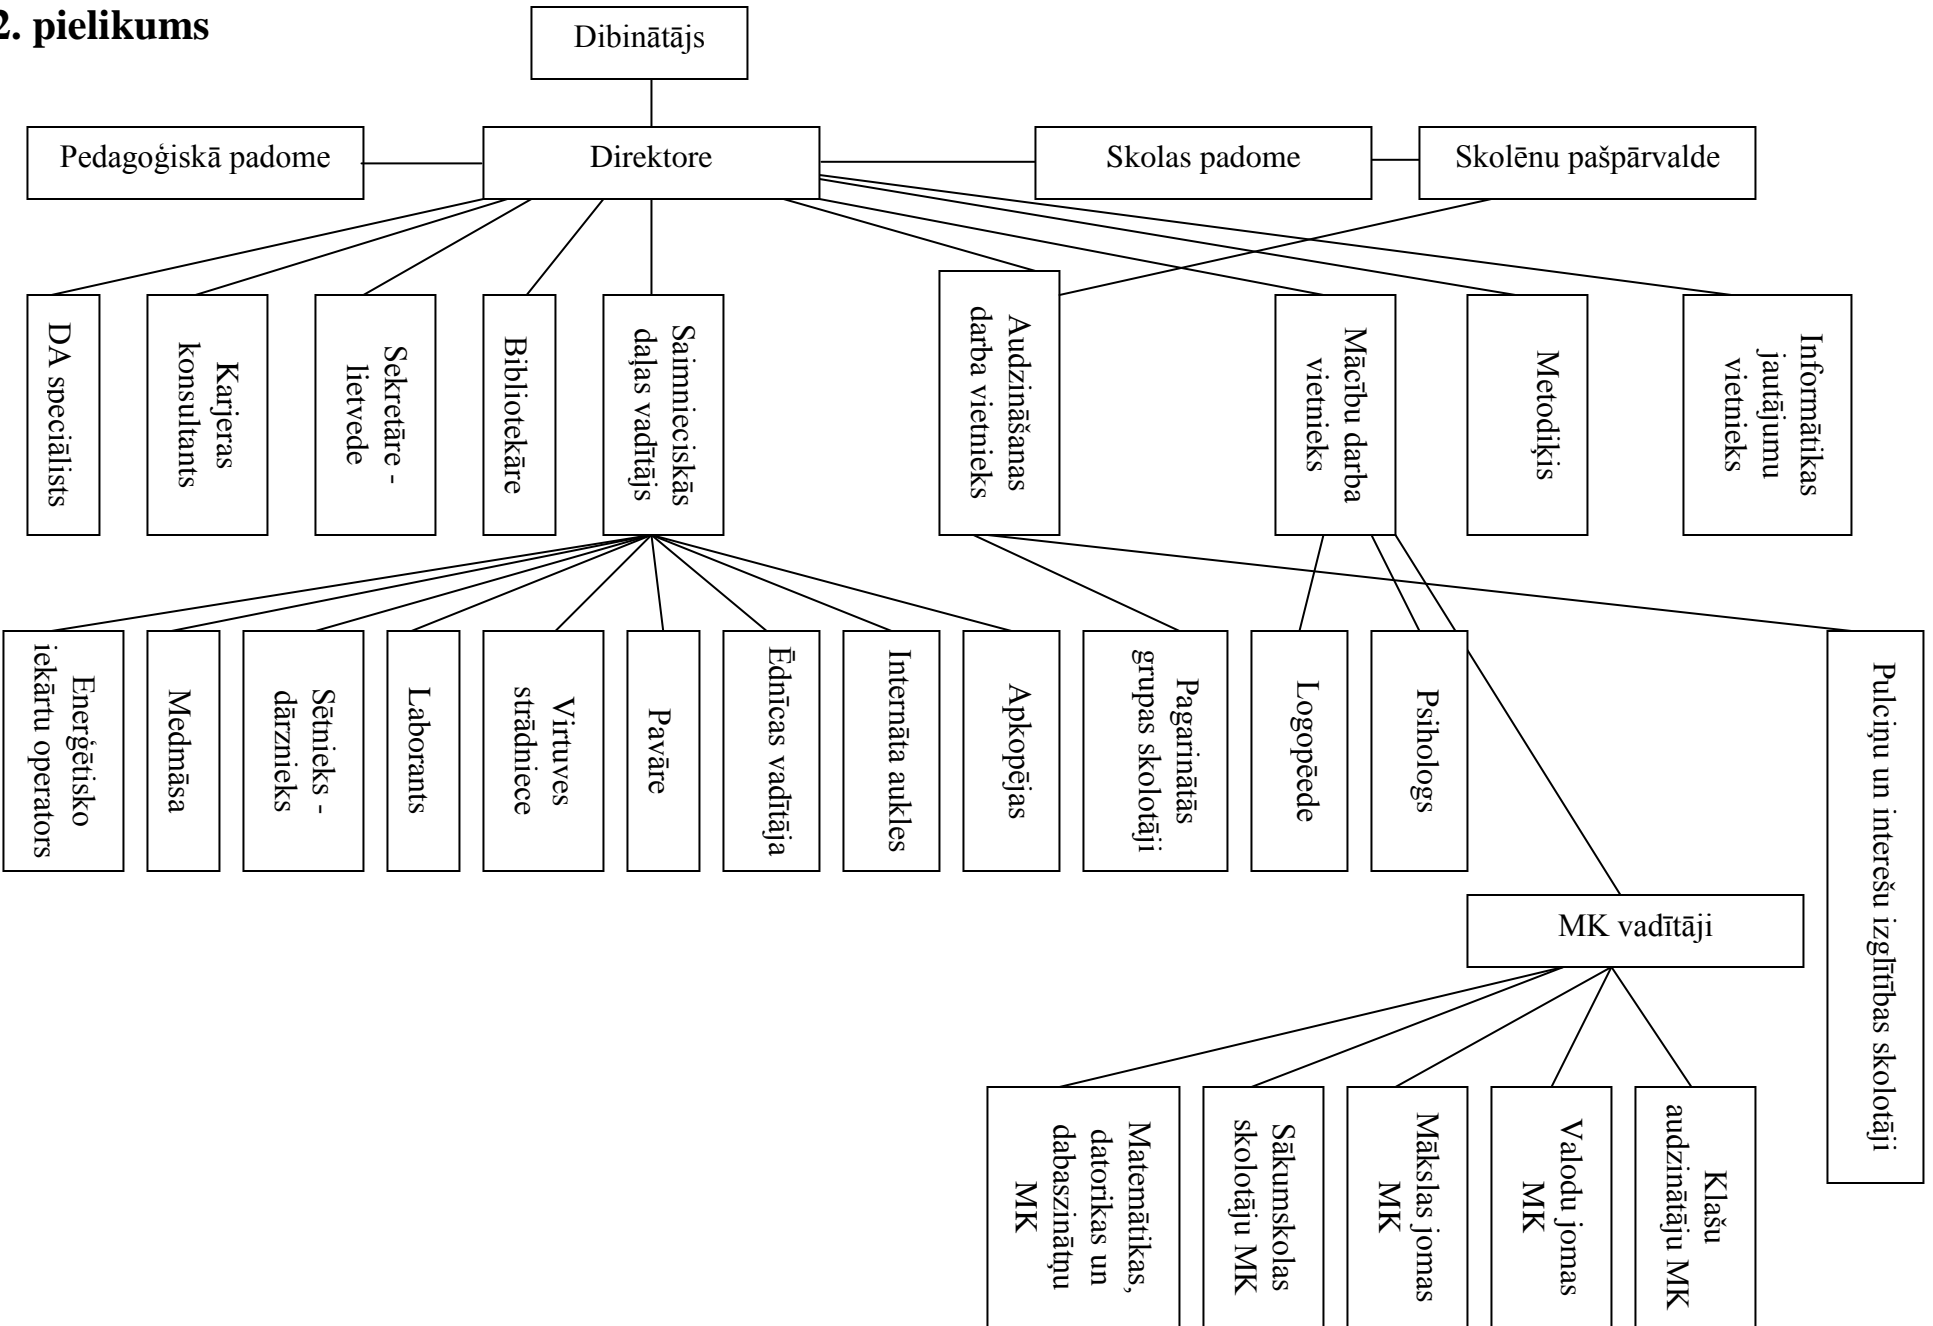 2. pielikums
Dibinātājs
Pedagoģiskā padome
Direktore
Skolas padome
Skolēnu pašpārvalde
DA speciālists
Karjeras
konsultants
Sekretāre -
lietvede
Bibliotekāre
Saimnieciskās
daļas vadītājs
Audzināšanas
darba vietnieks
Mācību darba
vietnieks
Metodiķis
Informātikas
jautājumu
vietnieks
Enerģētisko
iekārtu operators
Medmāsa
Sētnieks -
dārznieks
Laborants
Virtuves
strādniece
Pavāre
Ēdnīcas vadītāja
Internāta aukles
Apkopējas
Pagarinātās
grupas skolotāji
Logopēede
Psihologs
Pulciņu un interešu izglītības skolotāji
MK vadītāji
Matemātikas,
datorikas un
dabaszinātņu
MK
Sākumskolas
skolotāju MK
Mākslas jomas
MK
Valodu jomas
MK
Klašu
audzinātāju MK